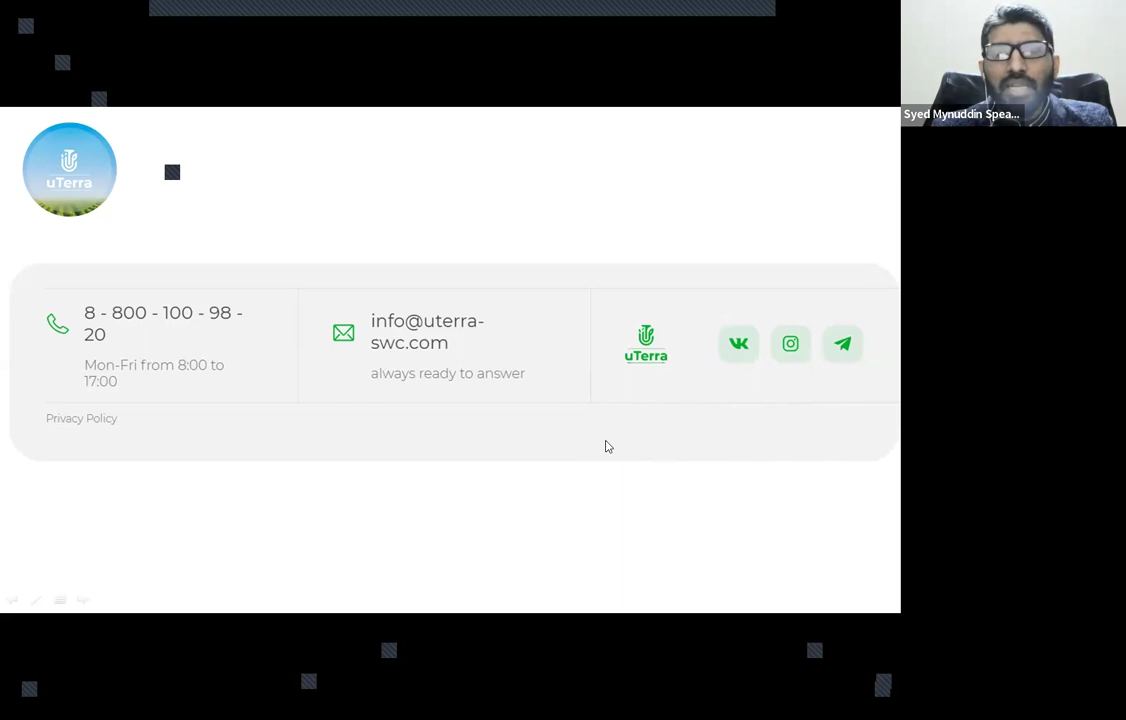 Syed Mynuddin Spea...
uTerra
8 - 800 - 100 - 98 -
20
Mon-Fri from 8:00 to
17:00
info@uterra-
swc.com
always ready to answer
uTerra
Privacy Policy